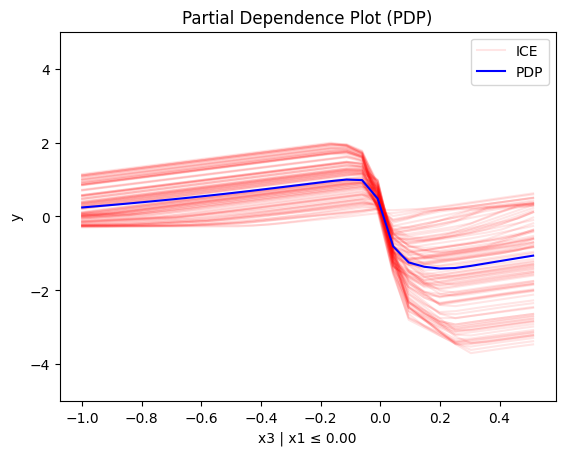 Partial Dependence Plot (PDP)
ICE
PDP
y
4
2
0
−2
−4
−1.0 −0.8 −0.6 −0.4 −0.2 0.0 0.2 0.4
x3 | x1 ≤ 0.00